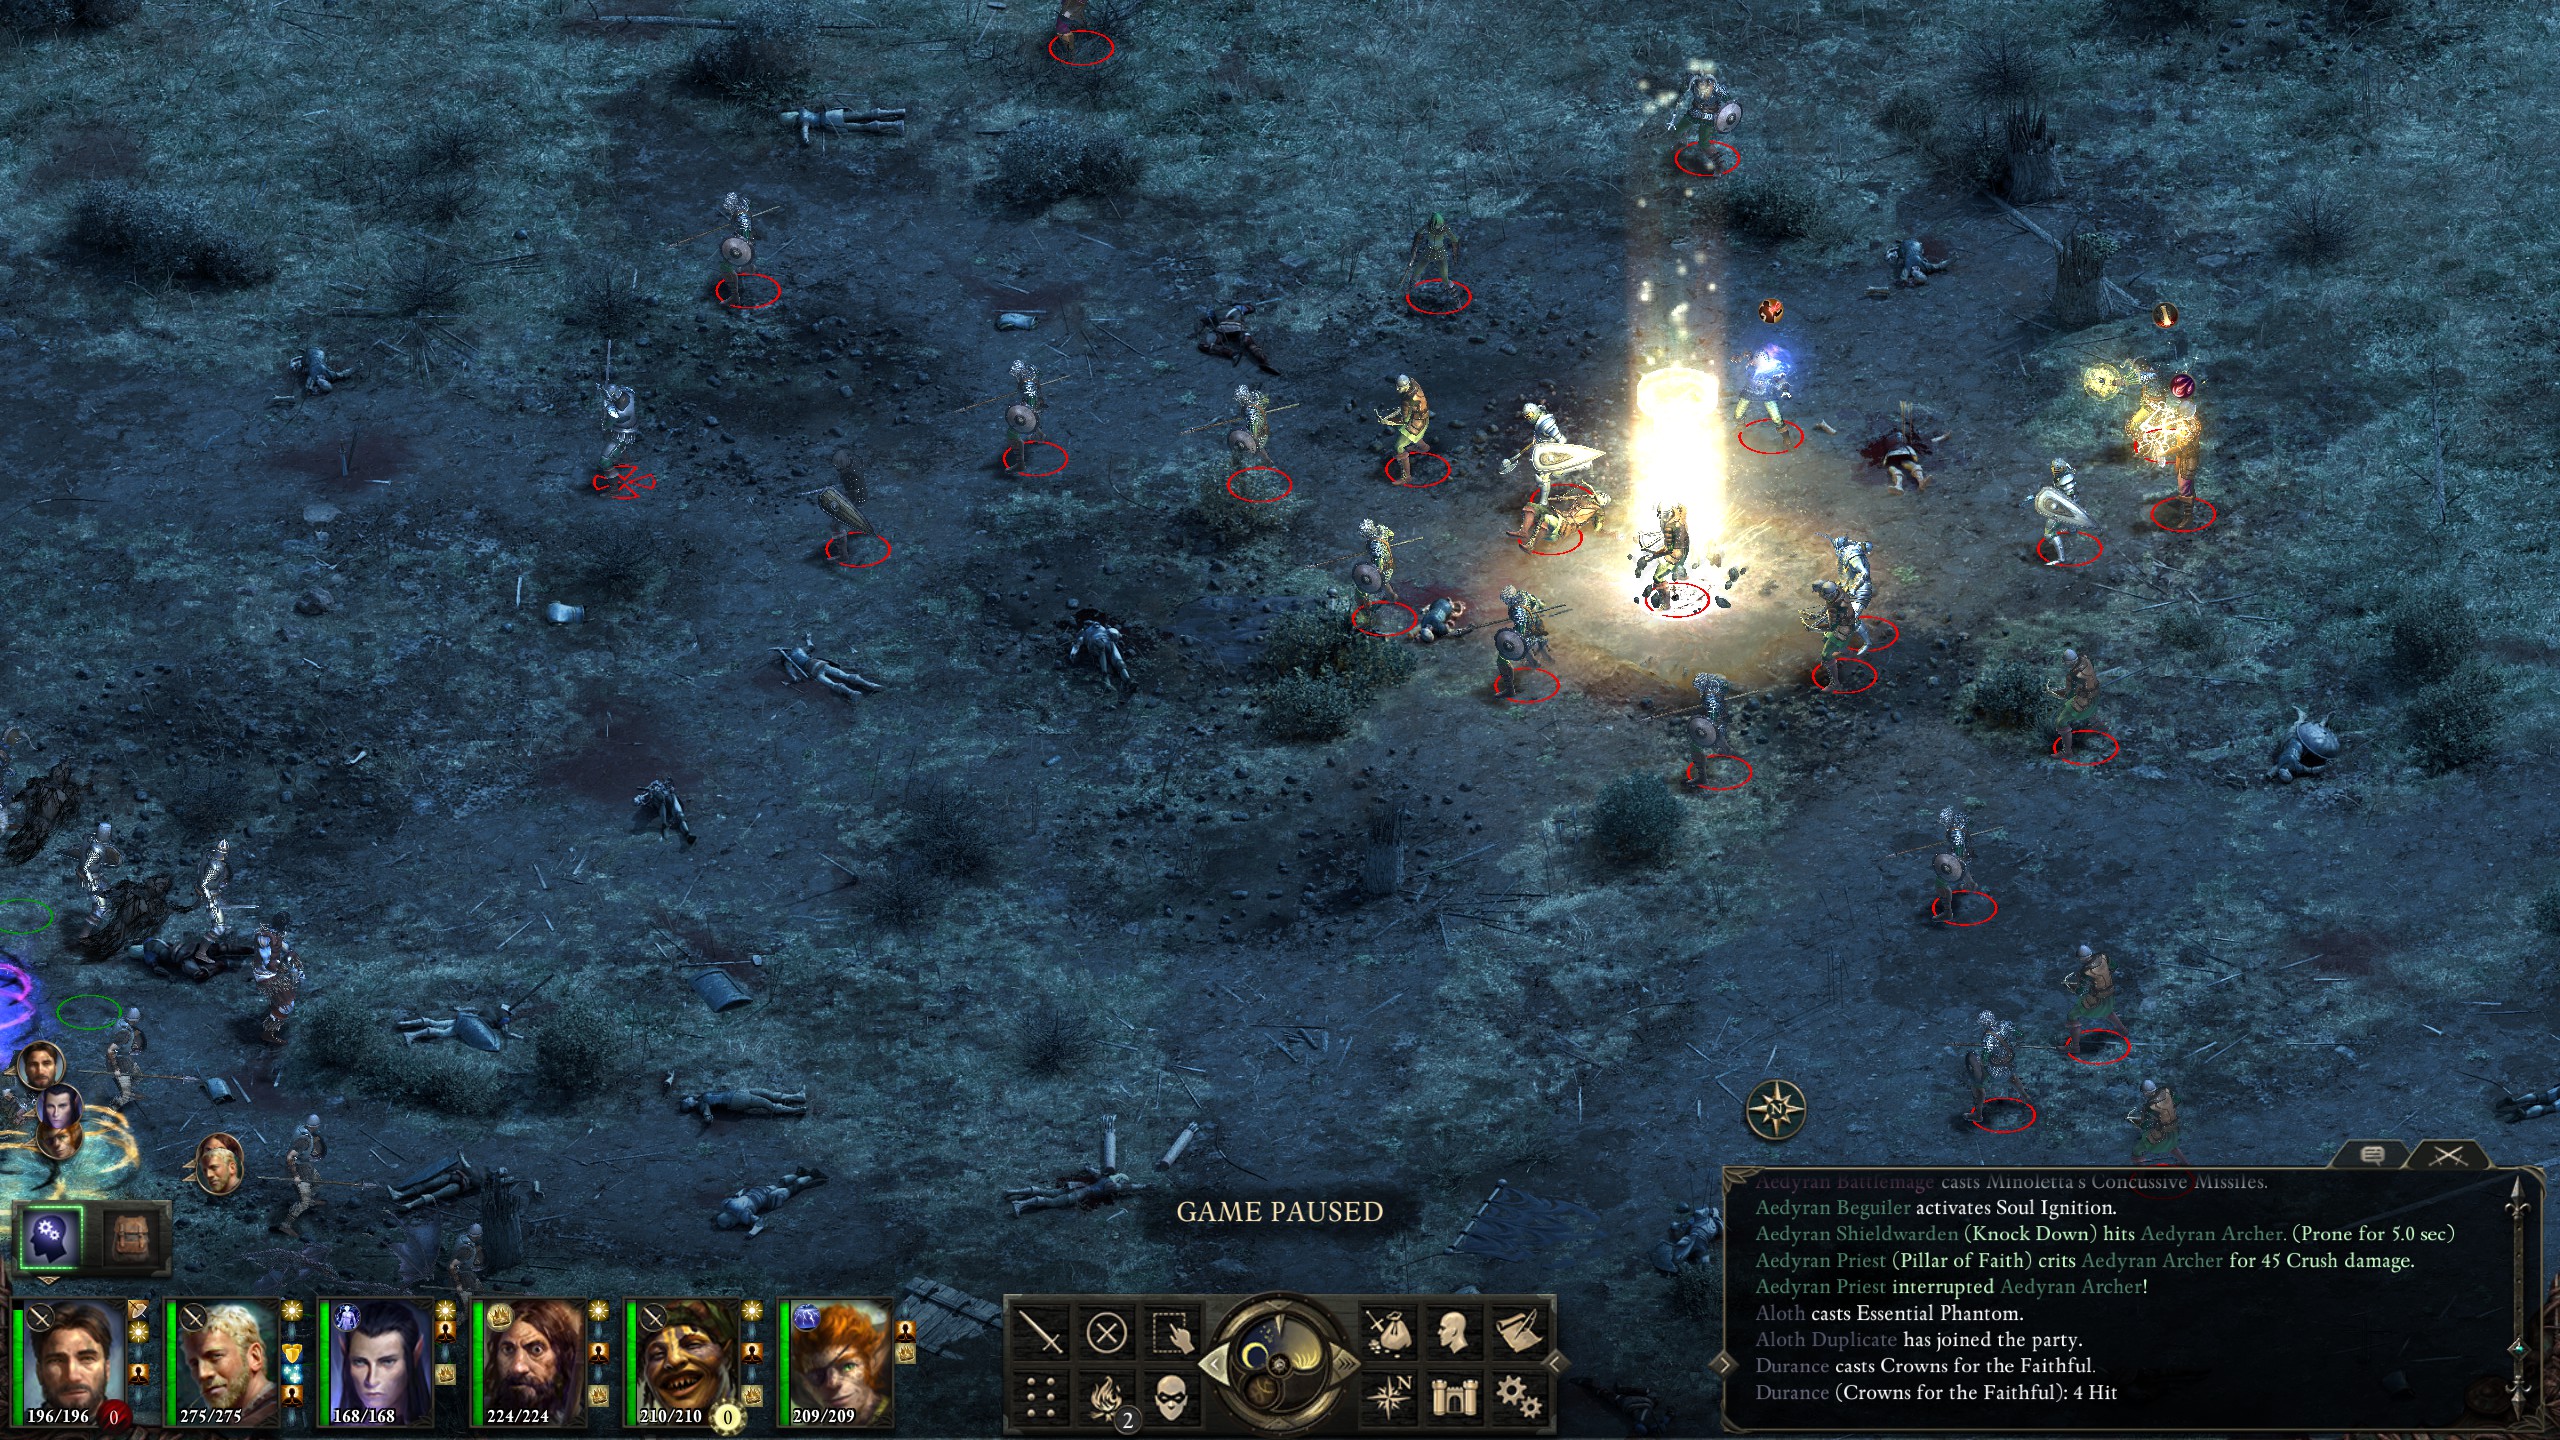 N
GAME PAUSED
Aedyran Battlemage casts Minoletta's Concussive Missiles.
Aedyran Beguiler activates Soul Ignition.
Aedyran Shieldwarden (Knock Down) hits Aedyran Archer. (Prone for 5.0 sec)
Aedyran Priest (Pillar of Faith) crits Aedyran Archer for 45 Crush damage.
Aedyran Priest interrupted Aedyran Archer!
Aloth casts Essential Phantom.
Aloth Duplicate has joined the party.
Durance casts Crowns for the Faithful.
Durance (Crowns for the Faithful): 4 Hit
196/196 0
275/275
168/168
224/224
210/210 0
209/209
2
N